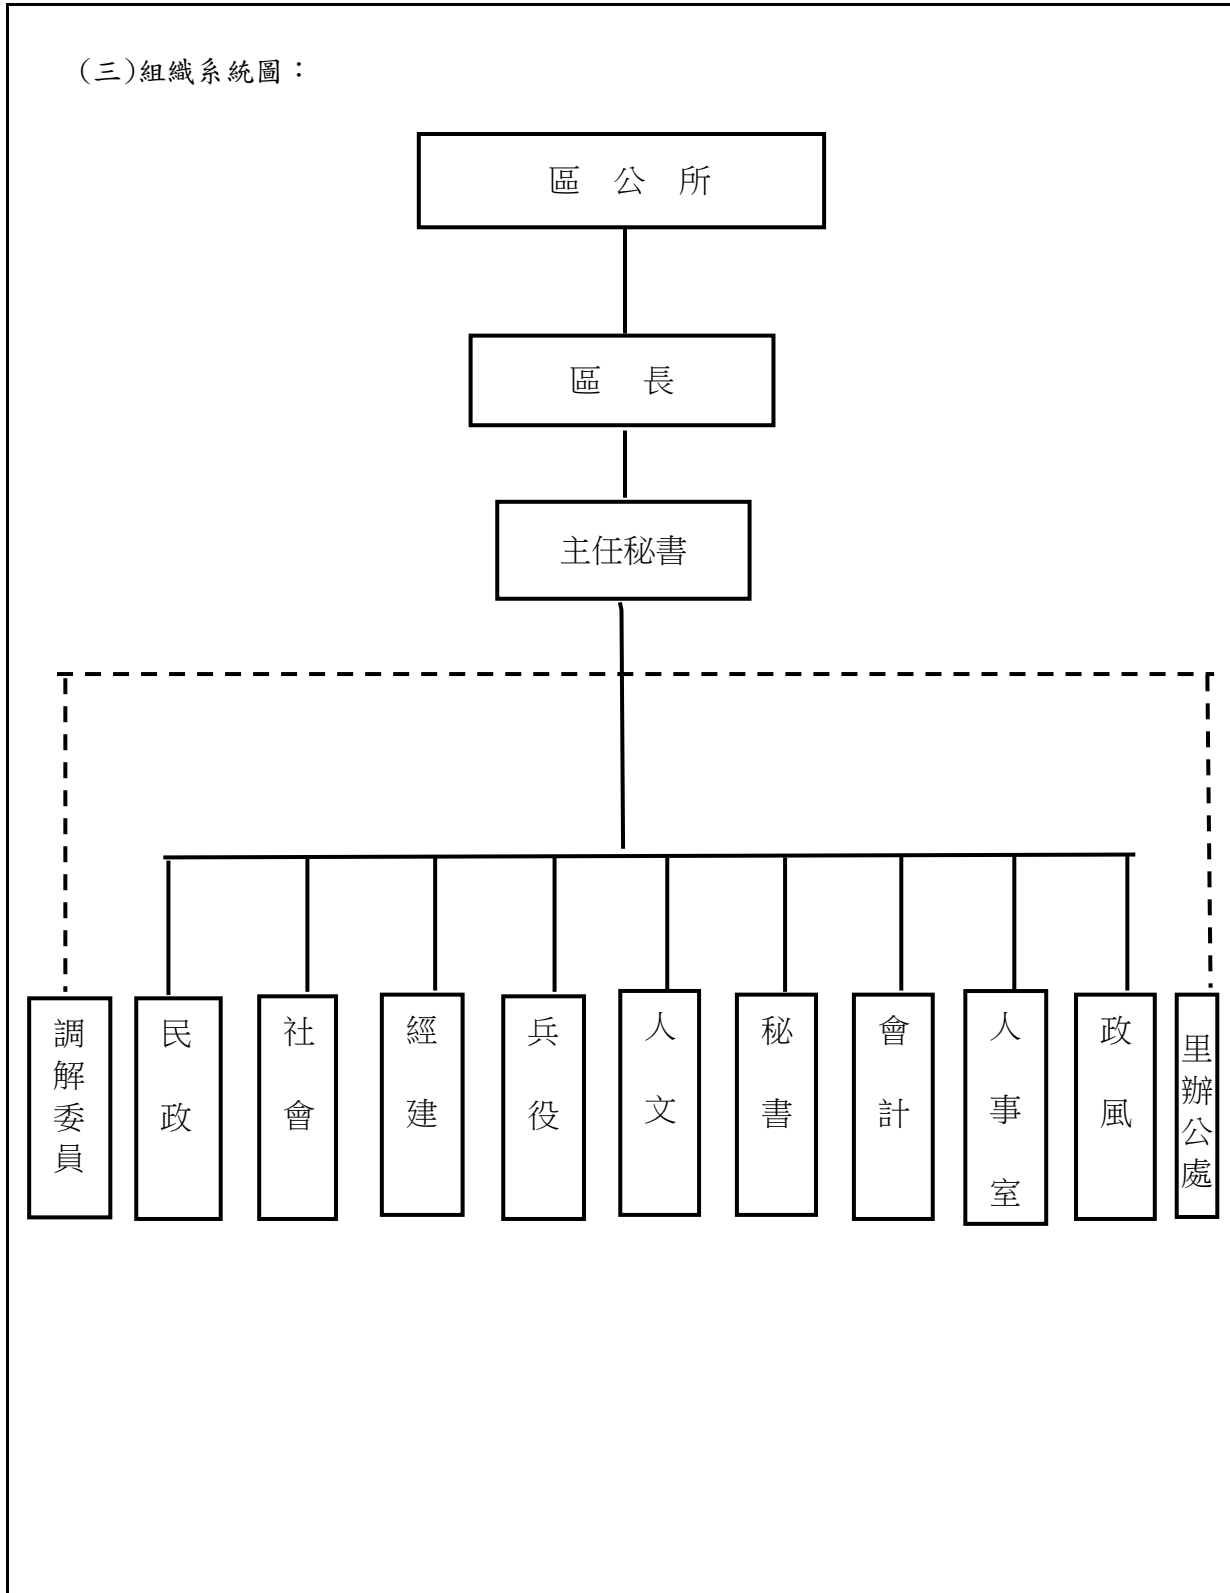 (三)組織系統圖：
區 公 所
區 長
主任秘書
調解委員
民政
社會
經建
兵役
人文
秘書
會計
人事室
政風
里辦公處